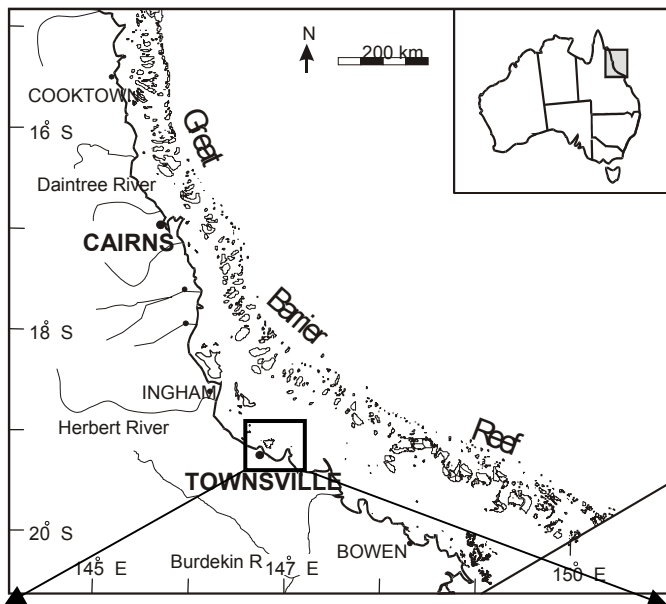 N
200 km
COOKTOWN
16° S
Great
Daintree River
CAIRNS
Barrier
18° S
INGHAM
Herbert River
Reef
TOWNSVILLE
20° S
BOWEN
Burdekin R
145° E
147° E
150° E